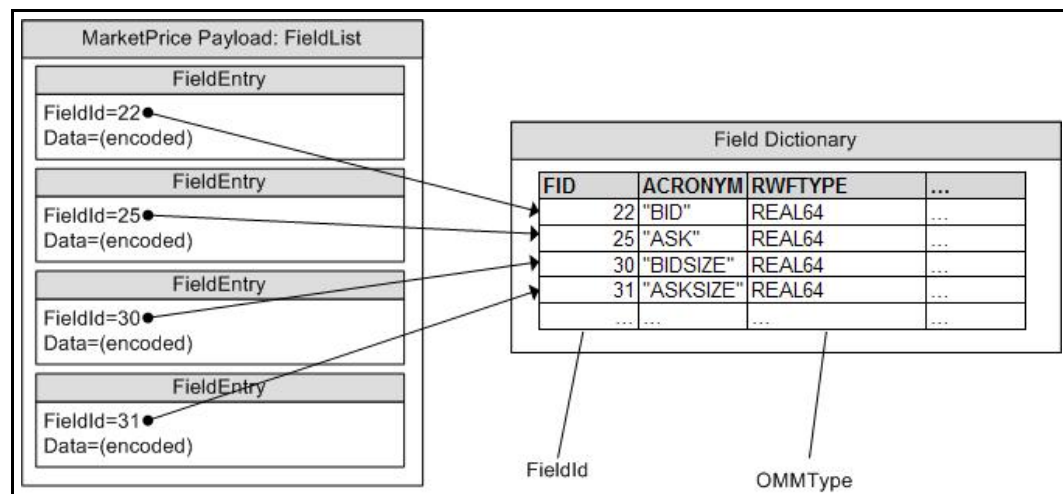 MarketPrice Payload: FieldList
FieldEntry
FieldId=22
Data=(encoded)
FieldEntry
FieldId=25
Data=(encoded)
FieldEntry
FieldId=30
Data=(encoded)
FieldEntry
FieldId=31
Data=(encoded)
Field Dictionary
FID ACRONYM RWFTYPE ...
22 "BID" REAL64 ...
25 "ASK" REAL64 ...
30 "BIDSIZE" REAL64 ...
31 "ASKSIZE" REAL64 ...
... ... ... ...
FieldId
OMMType